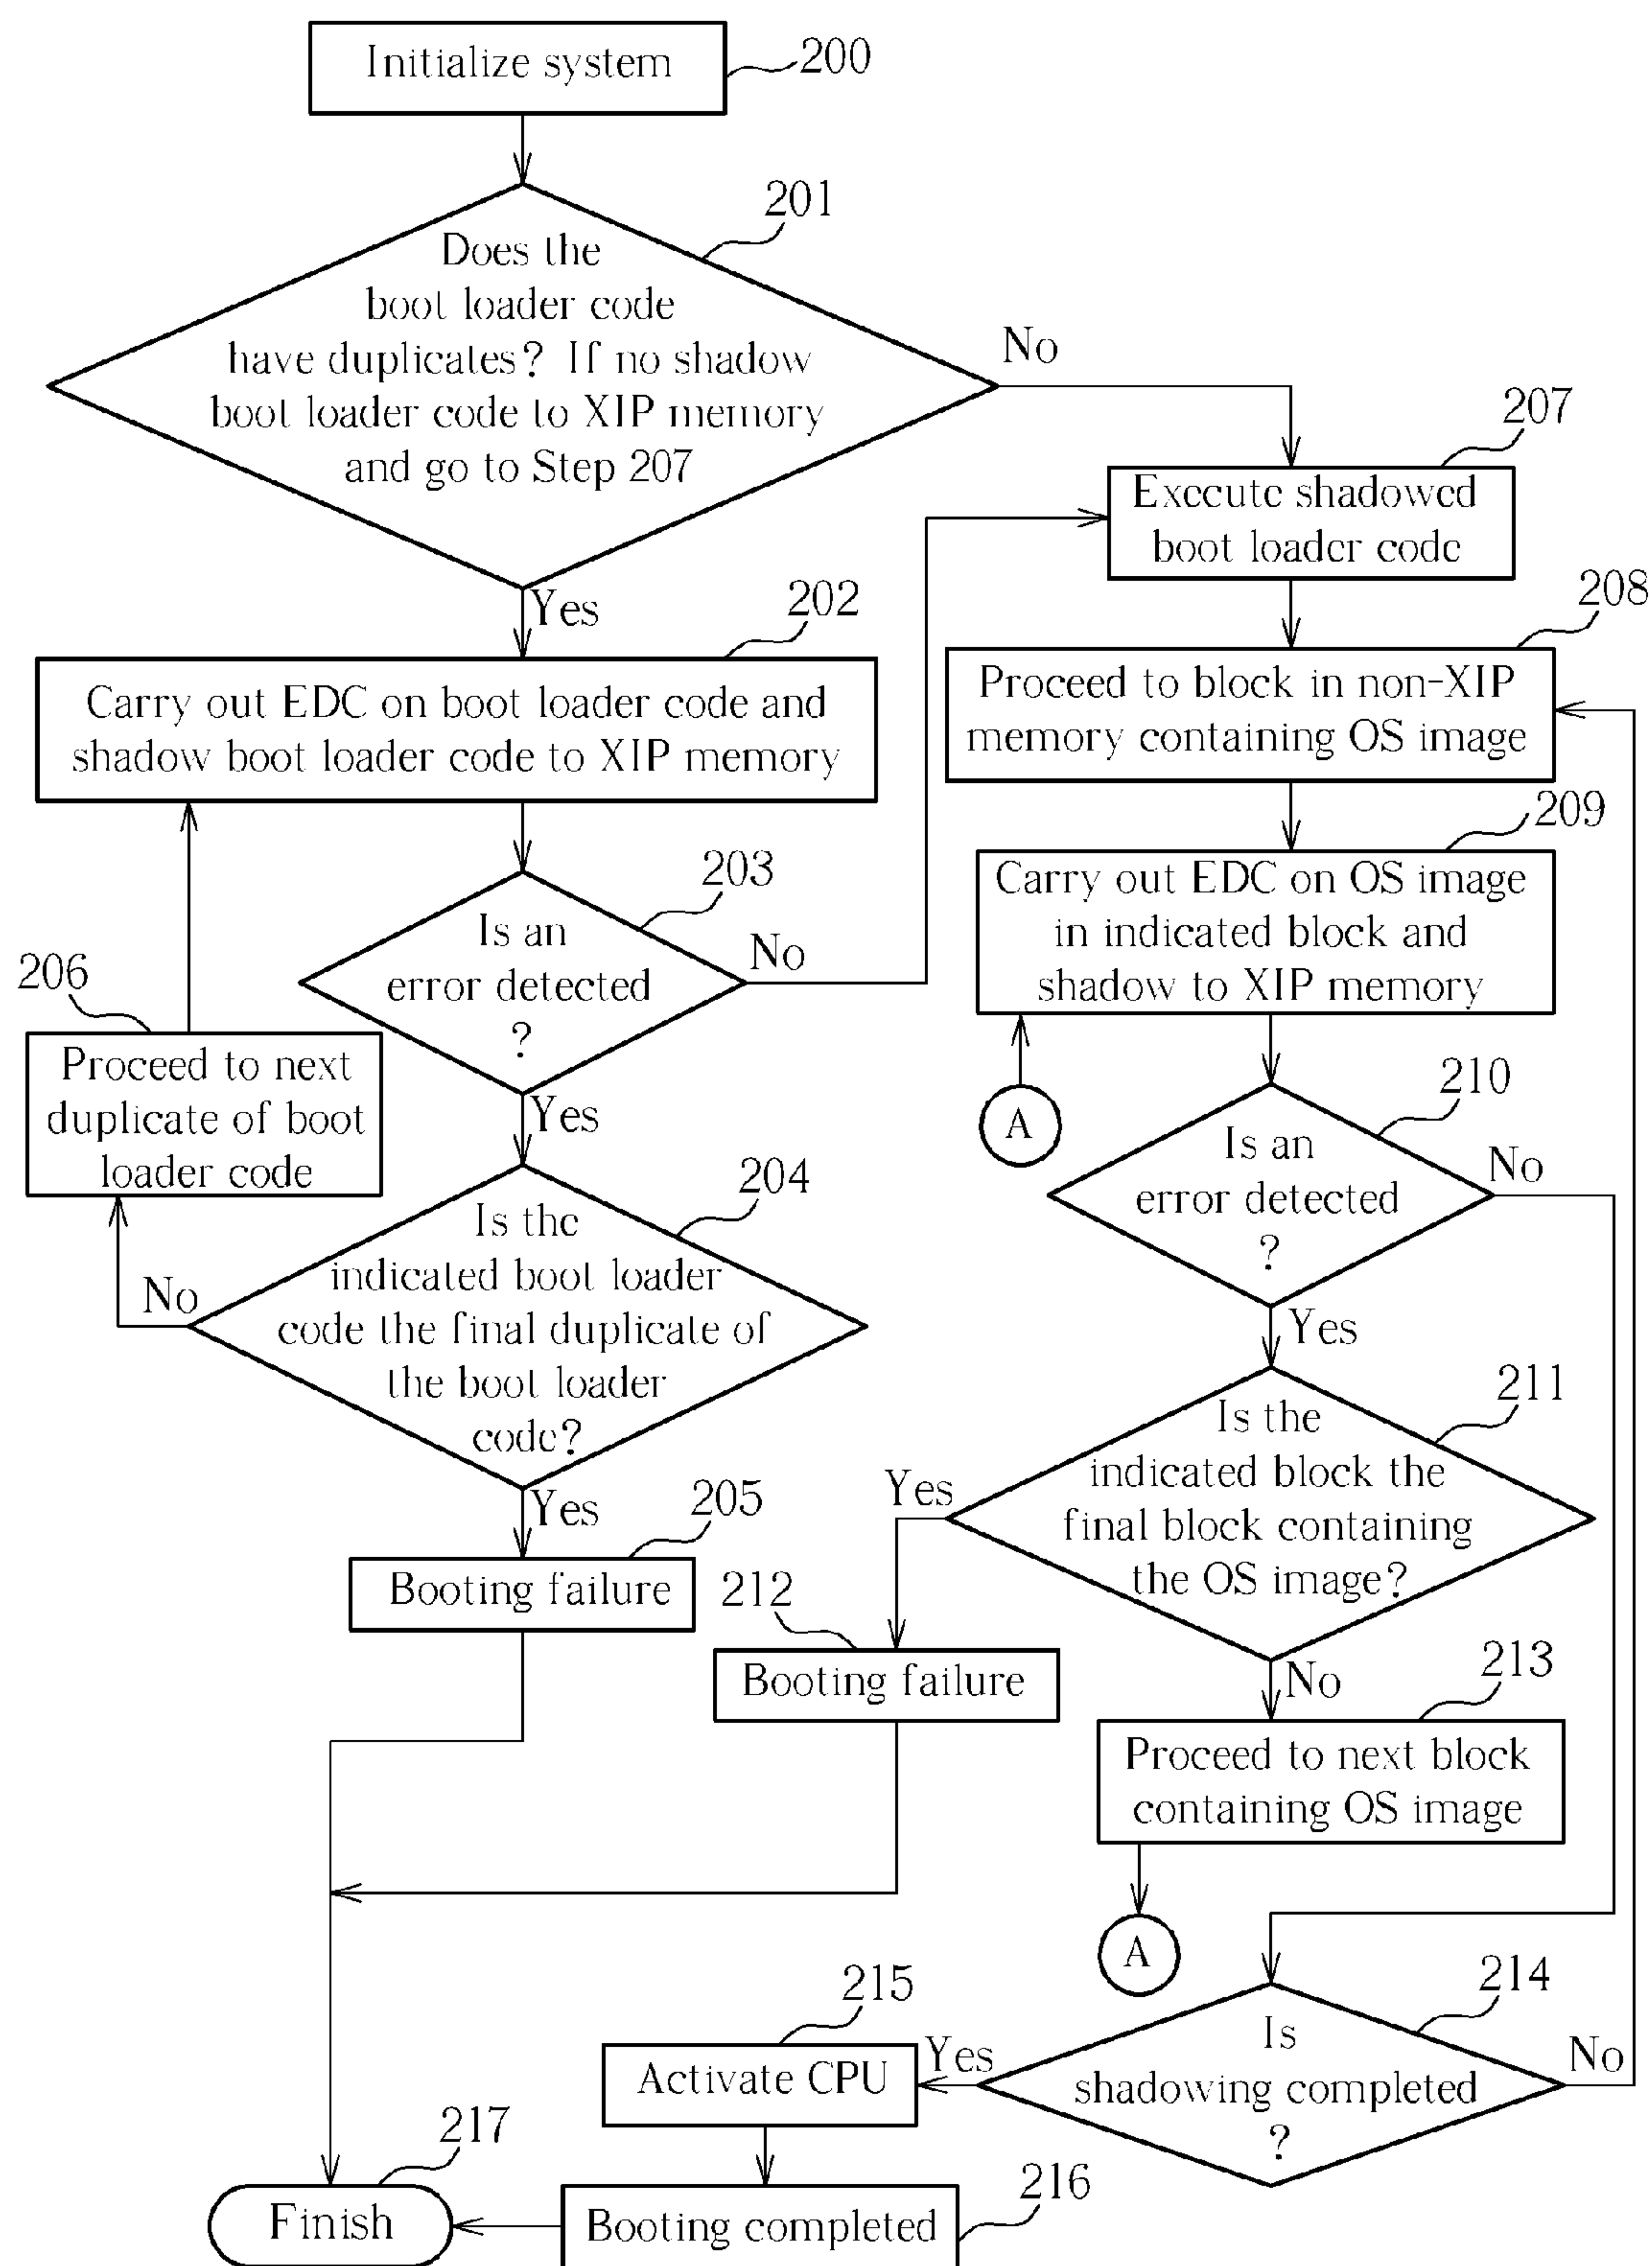 Initialize system
200
201
Does the
boot loader code
have duplicates? If no shadow
boot loader code to XIP memory
and go to Step 207
No
Yes
202
Carry out EDC on boot loader code and
shadow boot loader code to XIP memory
203
Is an
error detected
?
No
Yes
206
Proceed to next
duplicate of boot
loader code
204
Is the
indicated boot loader
code the final duplicate of
the boot loader
code?
No
Yes
205
Booting failure
207
Execute shadowed
boot loader code
208
Proceed to block in non-XIP
memory containing OS image
209
Carry out EDC on OS image
in indicated block and
shadow to XIP memory
A
210
Is an
error detected
?
No
Yes
211
Is the
indicated block the
final block containing
the OS image?
Yes
No
212
Booting failure
213
Proceed to next block
containing OS image
A
214
Is
shadowing completed
?
Yes
No
215
Activate CPU
216
Booting completed
217
Finish